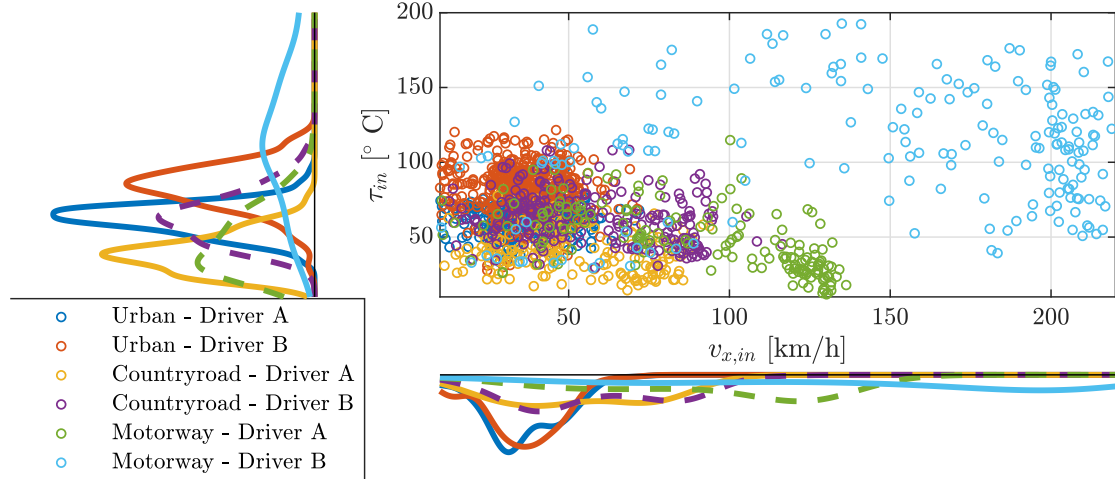 200
150
100
50
τin [° C]
50
100
150
200
vx,in [km/h]
Urban - Driver A
Urban - Driver B
Countryroad - Driver A
Countryroad - Driver B
Motorway - Driver A
Motorway - Driver B